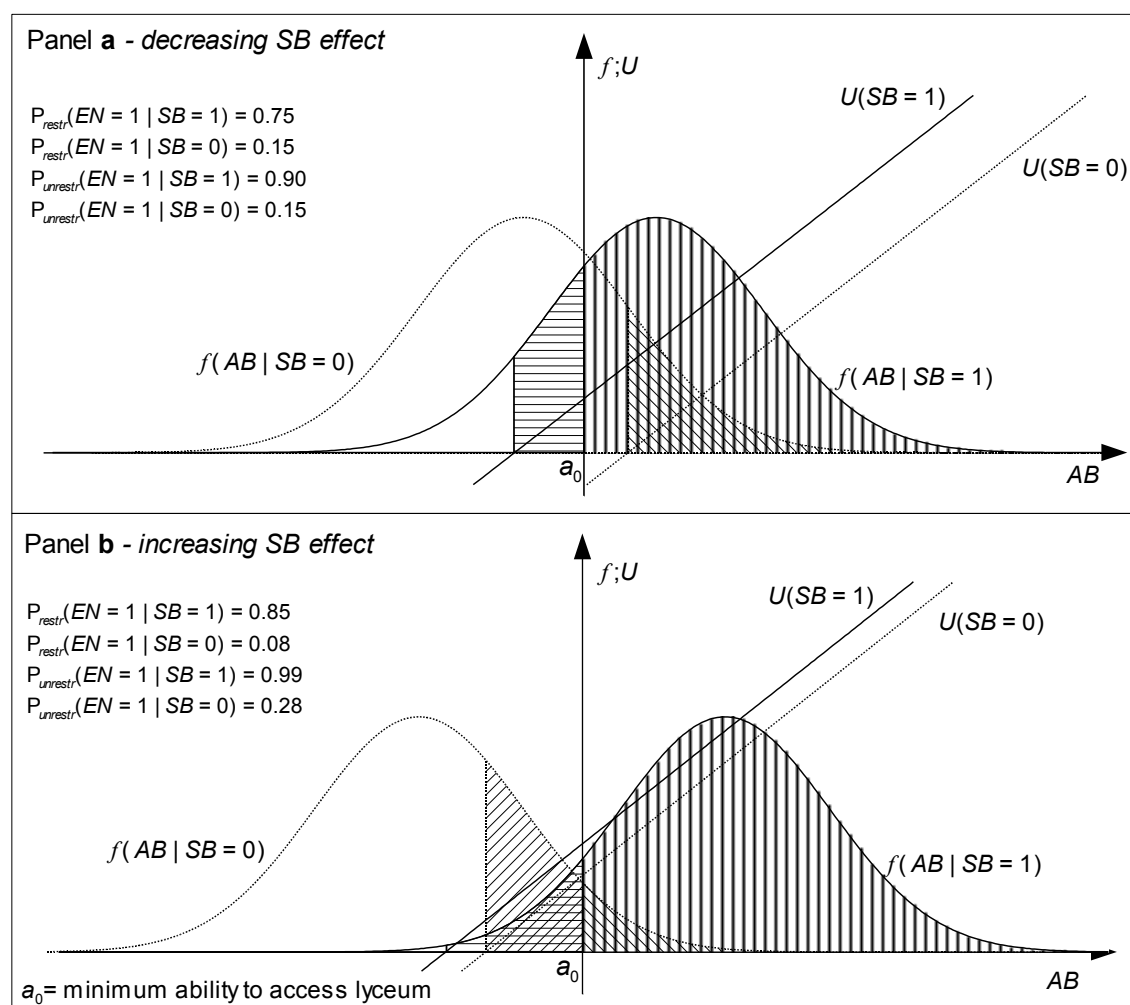 Panel a - decreasing SB effect
f;U
U(SB = 1)
P_restr(EN = 1 | SB = 1) = 0.75
P_restr(EN = 1 | SB = 0) = 0.15
P_unrestr(EN = 1 | SB = 1) = 0.90
P_unrestr(EN = 1 | SB = 0) = 0.15
U(SB = 0)
f(AB | SB = 0)
f(AB | SB = 1)
a₀
AB
Panel b - increasing SB effect
f;U
U(SB = 1)
U(SB = 0)
P_restr(EN = 1 | SB = 1) = 0.85
P_restr(EN = 1 | SB = 0) = 0.08
P_unrestr(EN = 1 | SB = 1) = 0.99
P_unrestr(EN = 1 | SB = 0) = 0.28
f(AB | SB = 0)
f(AB | SB = 1)
a₀
AB
a₀= minimum ability to access lyceum